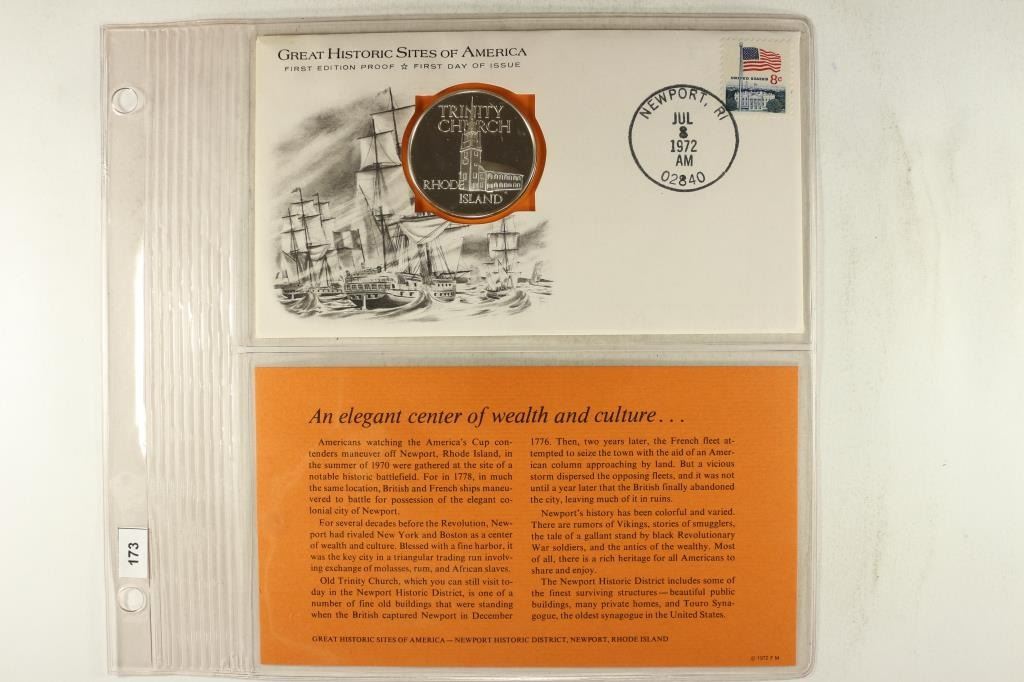 GREAT HISTORIC SITES OF AMERICA
FIRST EDITION PROOF ☆ FIRST DAY OF ISSUE
TRINITY
CHURCH
RHODE
ISLAND
UNITED STATES 8c
NEWPORT, RI
JUL
8
1972
AM
02840
An elegant center of wealth and culture . . .
Americans watching the America's Cup con-
tenders maneuver off Newport, Rhode Island, in
the summer of 1970 were gathered at the site of a
notable historic battlefield. For in 1778, in much
the same location, British and French ships maneu-
vered to battle for possession of the elegant co-
lonial city of Newport.
For several decades before the Revolution, New-
port had rivaled New York and Boston as a center
of wealth and culture. Blessed with a fine harbor, it
was the key city in a triangular trading run involv-
ing exchange of molasses, rum, and African slaves.
Old Trinity Church, which you can still visit to-
day in the Newport Historic District, is one of a
number of fine old buildings that were standing
when the British captured Newport in December
1776. Then, two years later, the French fleet at-
tempted to seize the town with the aid of an Amer-
ican column approaching by land. But a vicious
storm dispersed the opposing fleets, and it was not
until a year later that the British finally abandoned
the city, leaving much of it in ruins.
Newport's history has been colorful and varied.
There are rumors of Vikings, stories of smugglers,
the tale of a gallant stand by black Revolutionary
War soldiers, and the antics of the wealthy. Most
of all, there is a rich heritage for all Americans to
share and enjoy.
The Newport Historic District includes some of
the finest surviving structures — beautiful public
buildings, many private homes, and Touro Syna-
gogue, the oldest synagogue in the United States.
GREAT HISTORIC SITES OF AMERICA — NEWPORT HISTORIC DISTRICT, NEWPORT, RHODE ISLAND
© 1972 F M
173